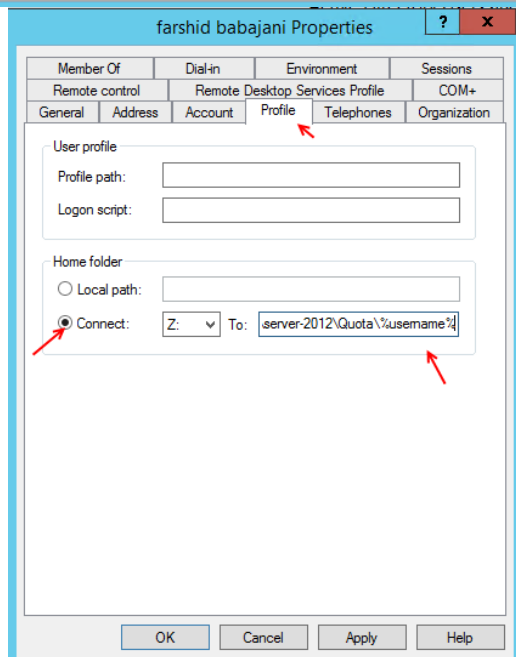 farshid babajani Properties
? x
Member Of Dial-in Environment Sessions
Remote control Remote Desktop Services Profile COM+
General Address Account Profile Telephones Organization
User profile
Profile path:
Logon script:
Home folder
Local path:
Connect: Z: To: \server-2012\Quota\%username%
OK Cancel Apply Help